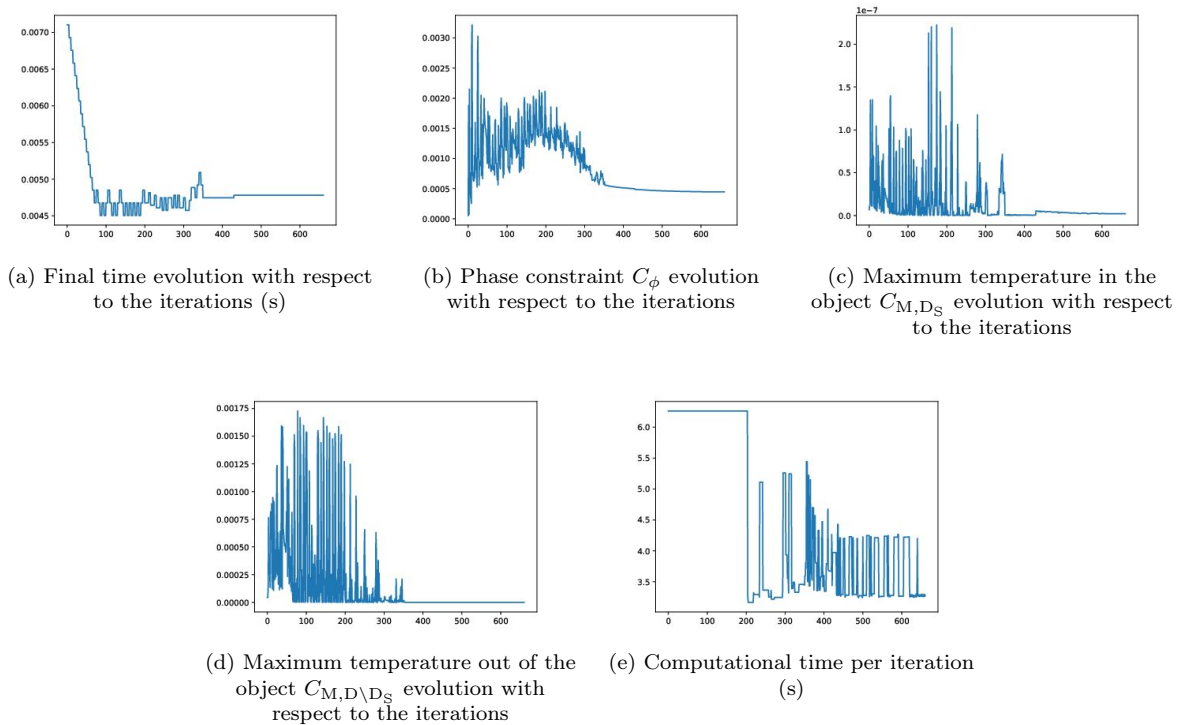 0.0070
0.0065
0.0060
0.0055
0.0050
0.0045
0 100 200 300 400 500 600
(a) Final time evolution with respect
to the iterations (s)
0.0030
0.0025
0.0020
0.0015
0.0010
0.0005
0.0000
0 100 200 300 400 500 600
(b) Phase constraint C_ϕ evolution
with respect to the iterations
1e-7
2.0
1.5
1.0
0.5
0.0
0 100 200 300 400 500 600
(c) Maximum temperature in the
object C_{M,D_S} evolution with respect
to the iterations
0.00175
0.00150
0.00125
0.00100
0.00075
0.00050
0.00025
0.00000
0 100 200 300 400 500 600
(d) Maximum temperature out of the
object C_{M,D\D_S} evolution with
respect to the iterations
6.0
5.5
5.0
4.5
4.0
3.5
0 100 200 300 400 500 600
(e) Computational time per iteration
(s)